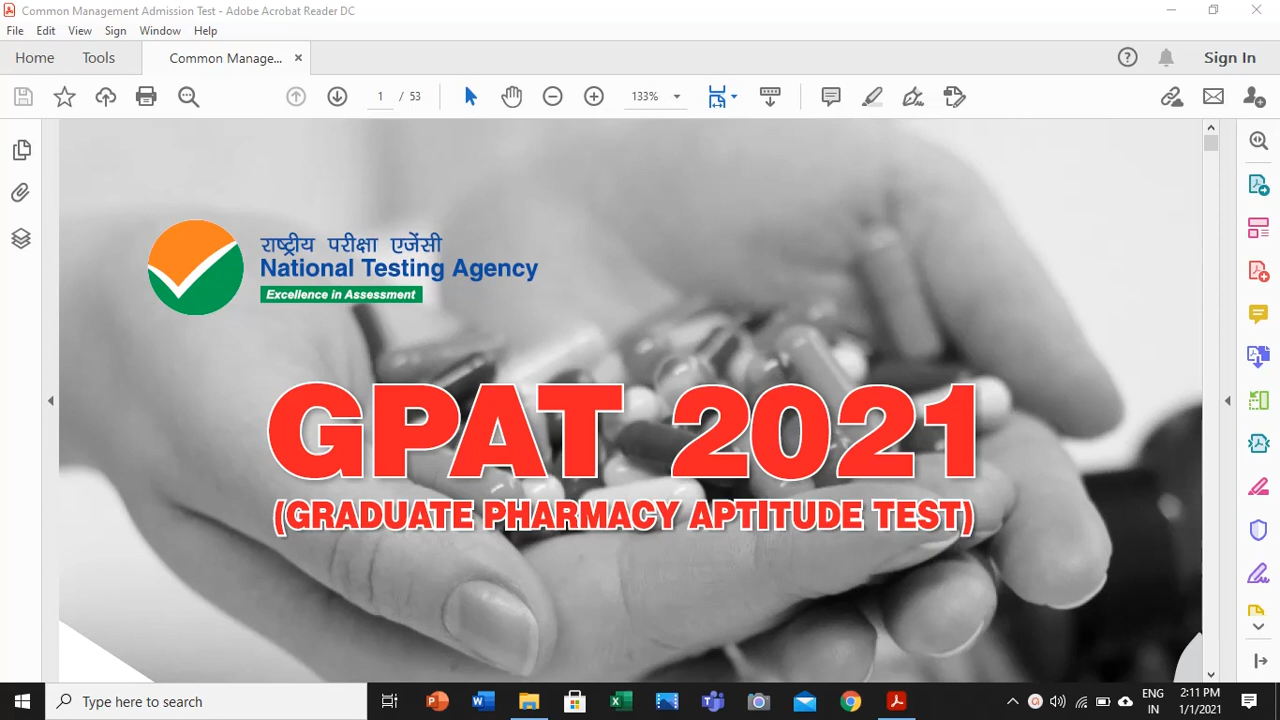 Common Management Admission Test - Adobe Acrobat Reader DC
File Edit View Sign Window Help
Home Tools Common Manage... Sign In
1 / 53 133%
राष्ट्रीय परीक्षा एजेंसी
National Testing Agency
Excellence in Assessment
GPAT 2021
(GRADUATE PHARMACY APTITUDE TEST)
Type here to search
ENG
IN
2:11 PM
1/1/2021